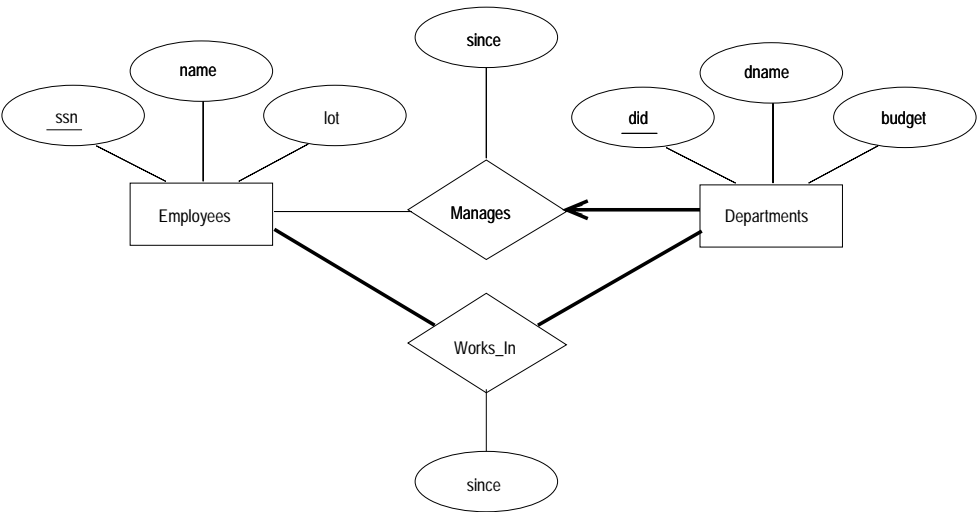 since
name
dname
ssn
lot
did
budget
Employees
Manages
Departments
Works_In
since